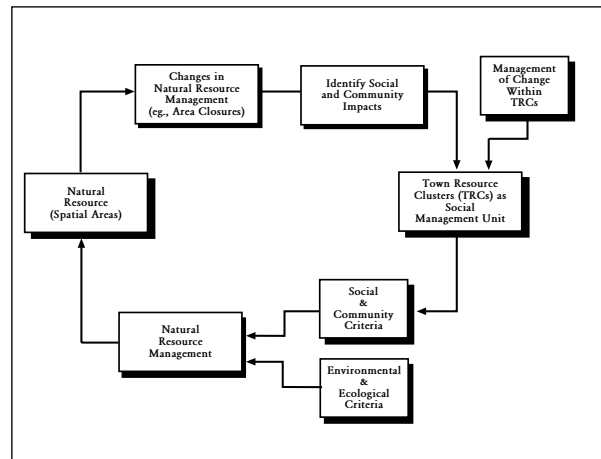 Changes in
Natural Resource
Management
(eg., Area Closures)
Identify Social
and Community
Impacts
Management
of Change
Within
TRCs
Natural
Resource
(Spatial Areas)
Town Resource
Clusters (TRCs) as
Social
Management Unit
Social
&
Community
Criteria
Natural
Resource
Management
Environmental
&
Ecological
Criteria